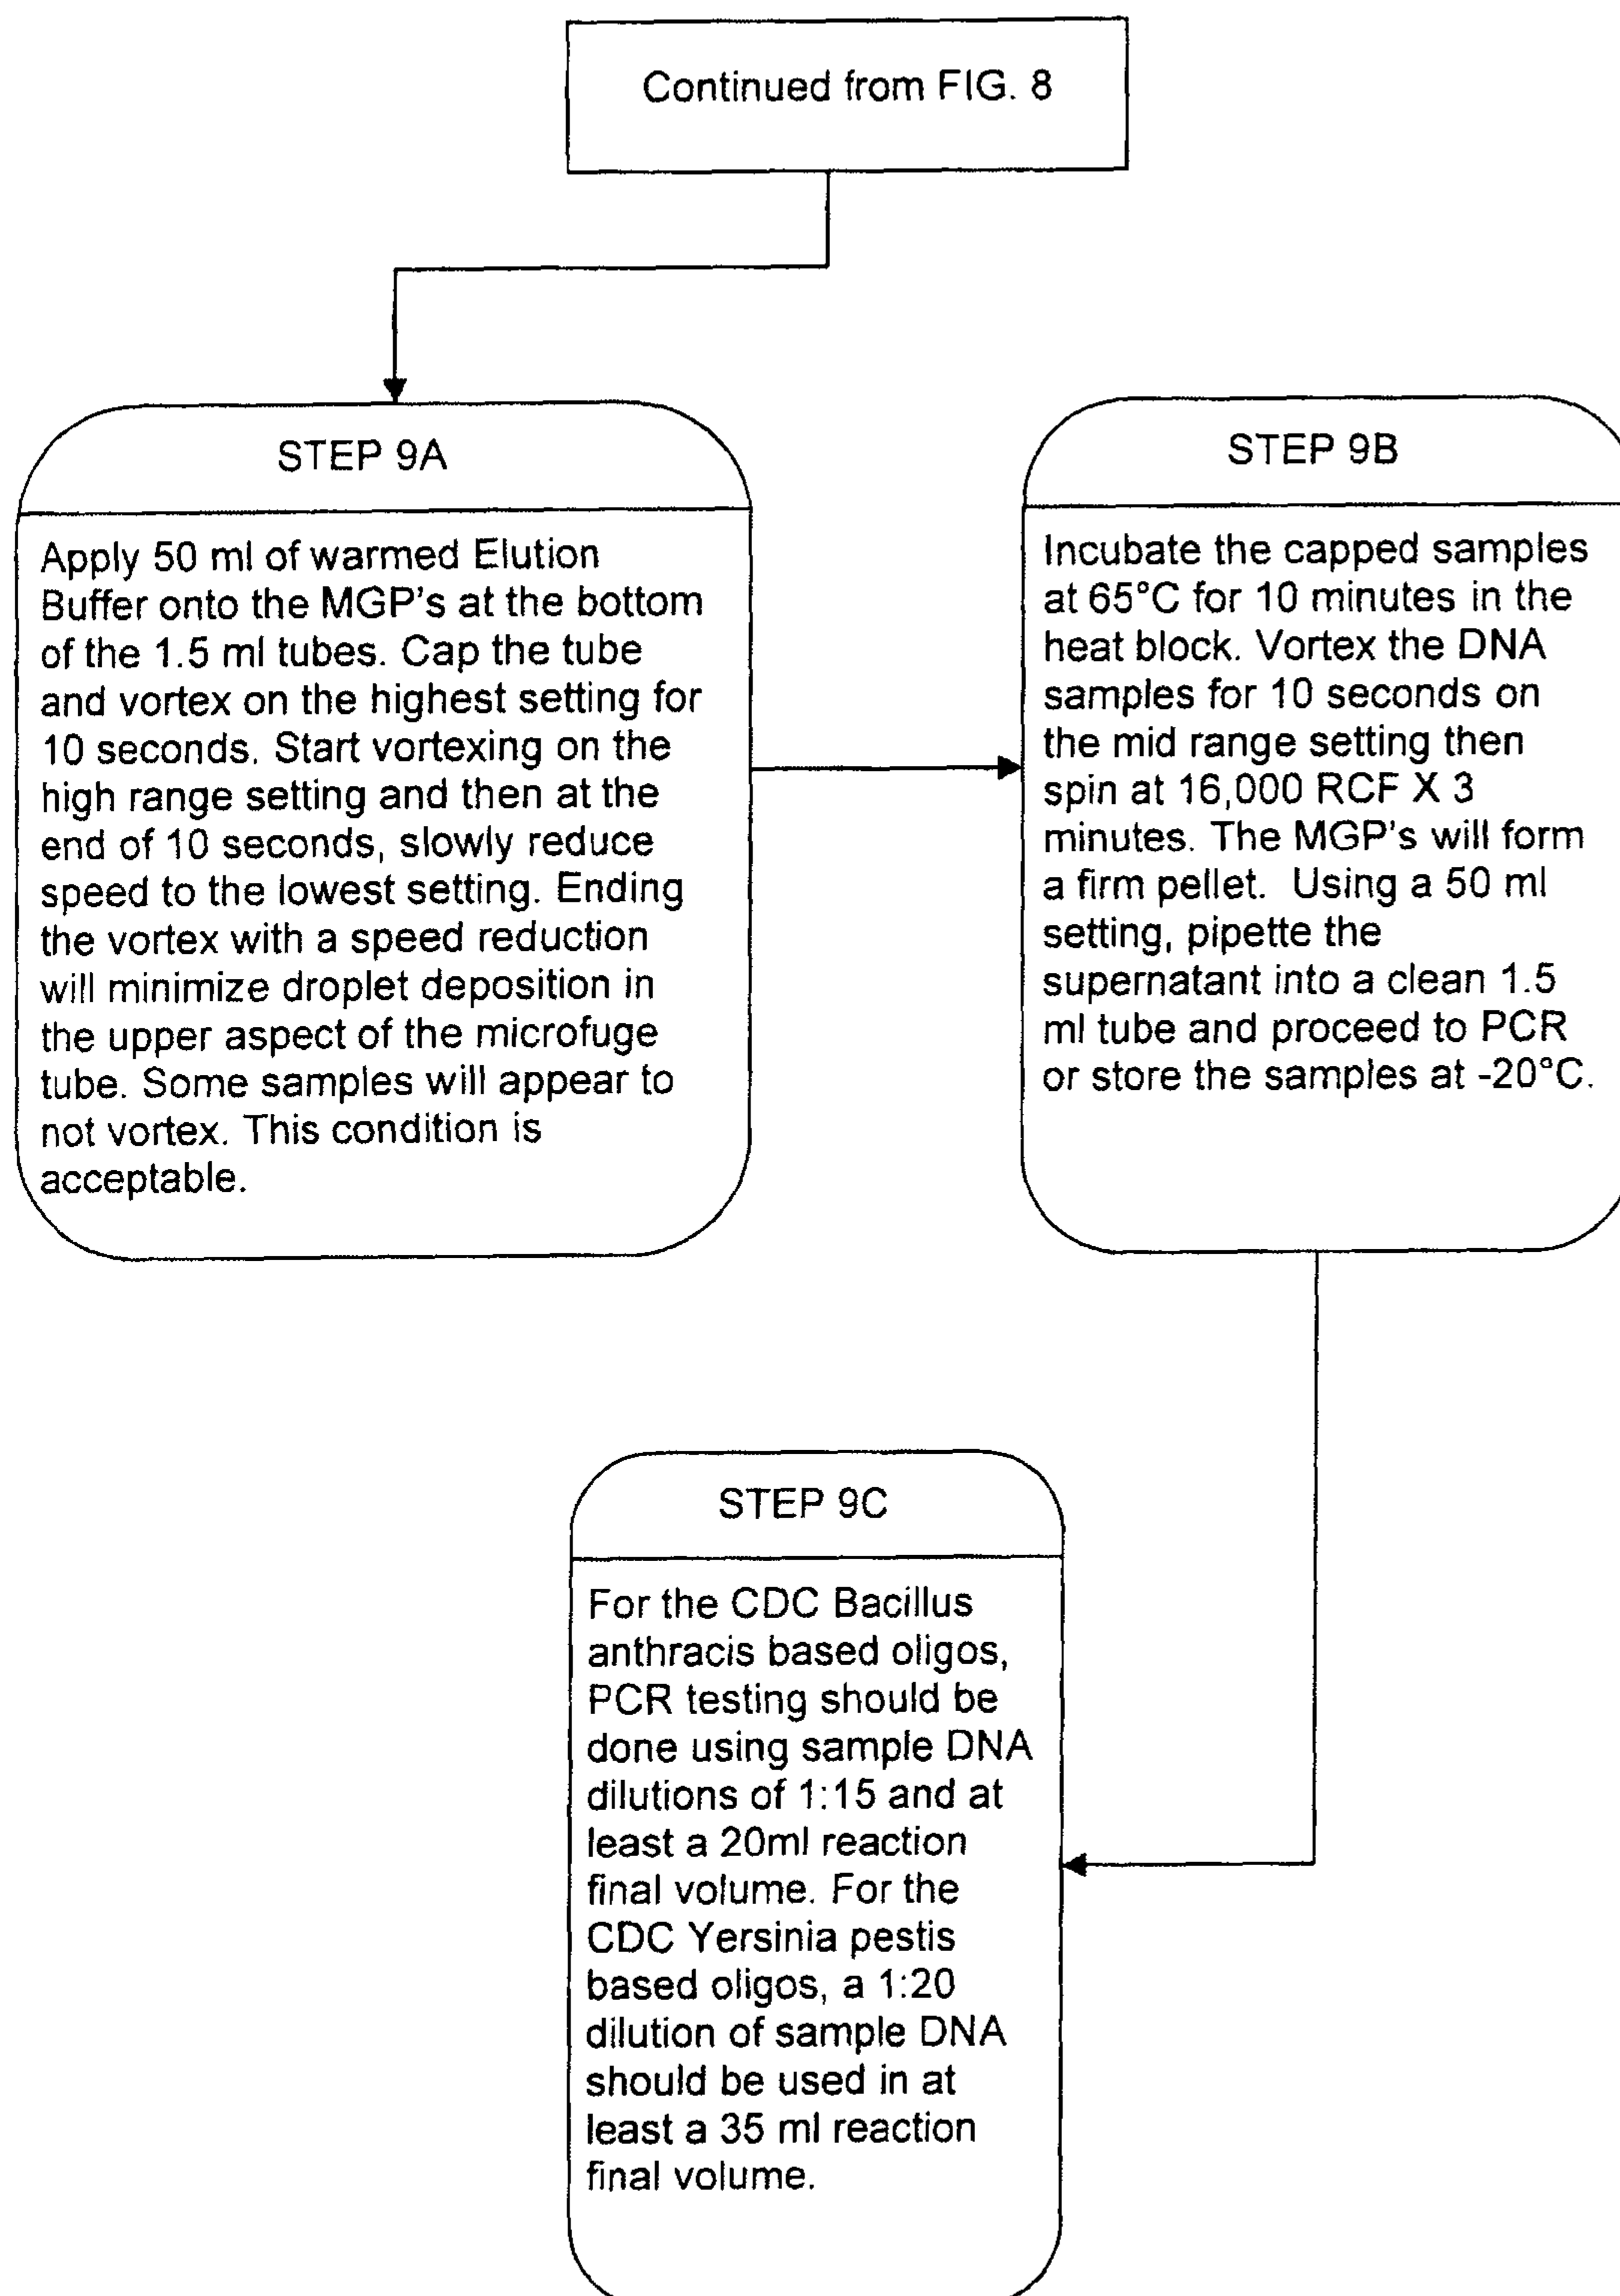 Continued from FIG. 8
STEP 9A
Apply 50 ml of warmed Elution
Buffer onto the MGP's at the bottom
of the 1.5 ml tubes. Cap the tube
and vortex on the highest setting for
10 seconds. Start vortexing on the
high range setting and then at the
end of 10 seconds, slowly reduce
speed to the lowest setting. Ending
the vortex with a speed reduction
will minimize droplet deposition in
the upper aspect of the microfuge
tube. Some samples will appear to
not vortex. This condition is
acceptable.
STEP 9B
Incubate the capped samples
at 65°C for 10 minutes in the
heat block. Vortex the DNA
samples for 10 seconds on
the mid range setting then
spin at 16,000 RCF X 3
minutes. The MGP's will form
a firm pellet. Using a 50 ml
setting, pipette the
supernatant into a clean 1.5
ml tube and proceed to PCR
or store the samples at -20°C.
STEP 9C
For the CDC Bacillus
anthracis based oligos,
PCR testing should be
done using sample DNA
dilutions of 1:15 and at
least a 20ml reaction
final volume. For the
CDC Yersinia pestis
based oligos, a 1:20
dilution of sample DNA
should be used in at
least a 35 ml reaction
final volume.